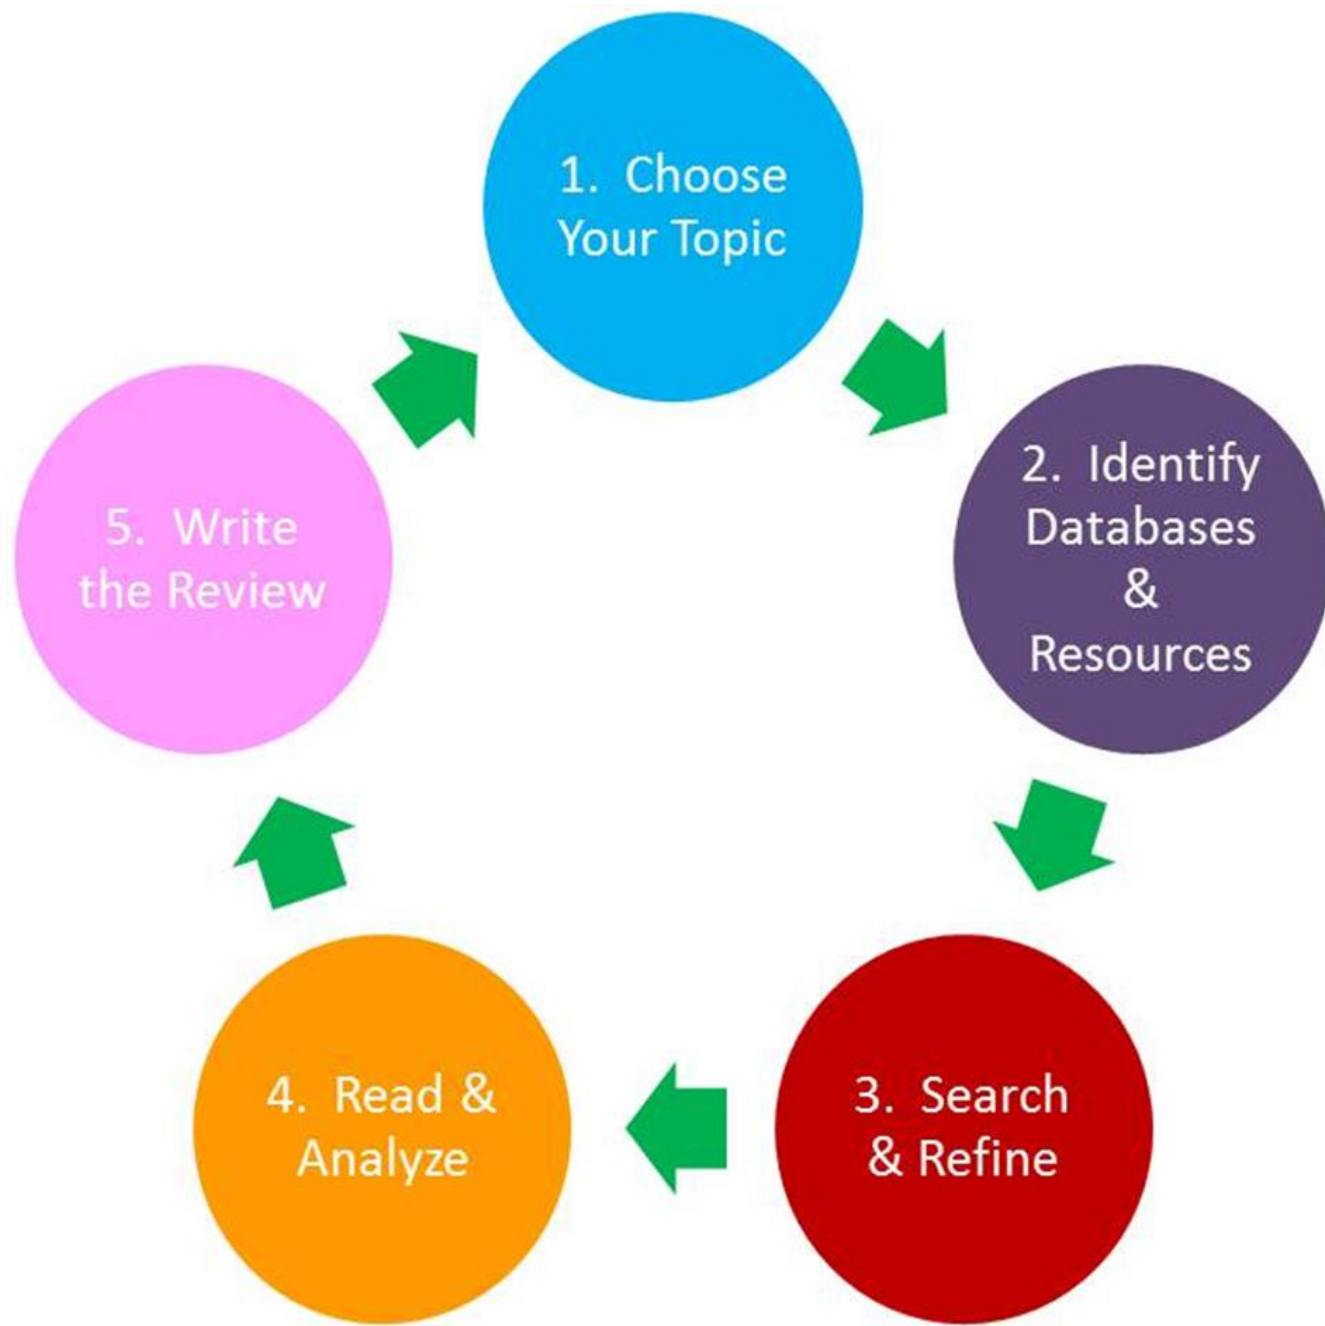 1.  Choose
Your Topic
2.  Identify
Databases
&
Resources
3.  Search
& Refine
4.  Read &
Analyze
5.  Write
the Review